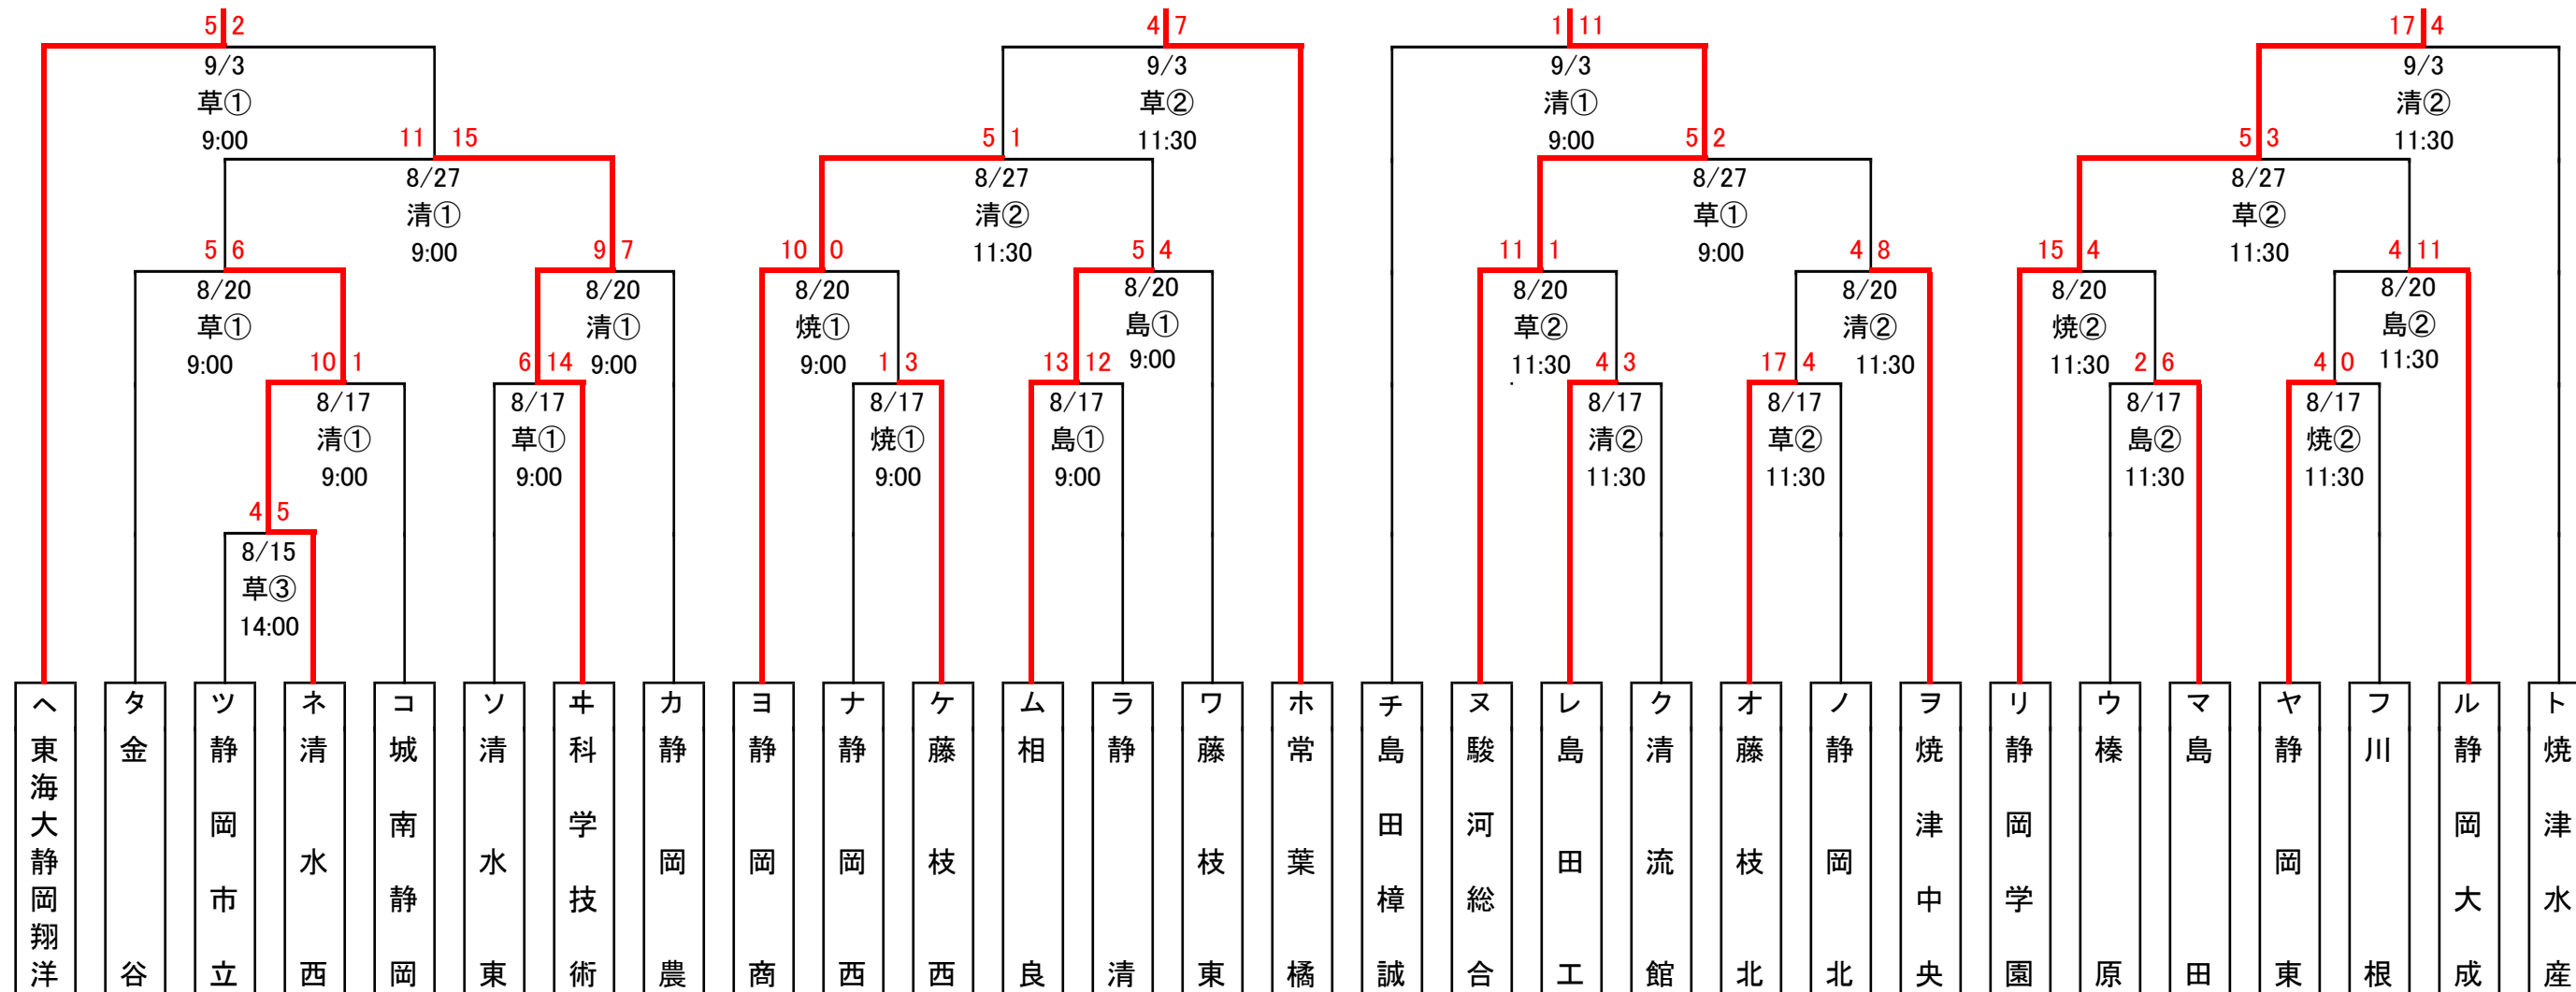 5 2
4 7
1 11
17 4
9/3
9/3
9/3
9/3
草①
草②
清①
清②
9:00
11:30
9:00
11:30
11 15
5 1
5 2
5 3
8/27
8/27
8/27
8/27
清①
清②
草①
草②
9:00
11:30
9:00
11:30
5 6
9 7
10 0
5 4
11 1
4 8
15 4
4 11
8/20
8/20
8/20
8/20
8/20
8/20
8/20
8/20
草①
清①
焼①
島①
草②
清②
焼②
島②
9:00
9:00
9:00
9:00
11:30
11:30
11:30
11:30
10 1
6 14
1 3
13 12
4 3
17 4
2 6
4 0
8/17
8/17
8/17
8/17
8/17
8/17
8/17
8/17
清①
草①
焼①
島①
清②
草②
島②
焼②
9:00
9:00
9:00
9:00
11:30
11:30
11:30
11:30
4 5
8/15
草③
14:00
ヘ 東海大静岡翔洋
タ 金谷
ツ 静岡市立
ネ 清水西
コ 城南静岡
ソ 清水東
ヰ 科学技術
カ 静岡農
ヨ 静岡商
ナ 静岡西
ケ 藤枝西
ム 相良
ラ 静清
ワ 藤枝東
ホ 常葉橘
チ 島田樟誠
ヌ 駿河総合
レ 島田工
ク 清流館
オ 藤枝北
ノ 静岡北
ヲ 焼津中央
リ 静岡学園
ウ 榛原
マ 島田
ヤ 静岡東
フ 川根
ル 静岡大成
ト 焼津水産